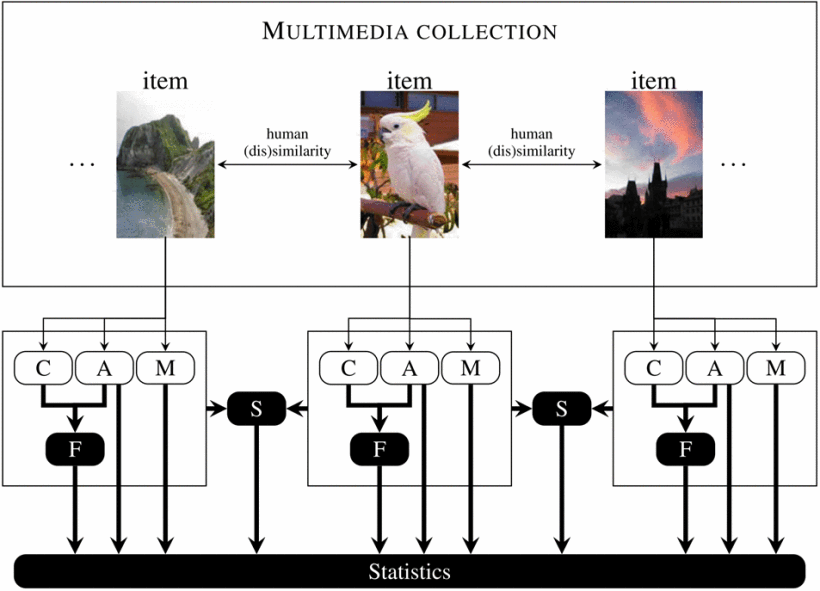 MULTIMEDIA COLLECTION
item
item
item
. . .
human
(dis)similarity
human
(dis)similarity
. . .
C A M
C A M
C A M
S
S
F
F
F
Statistics